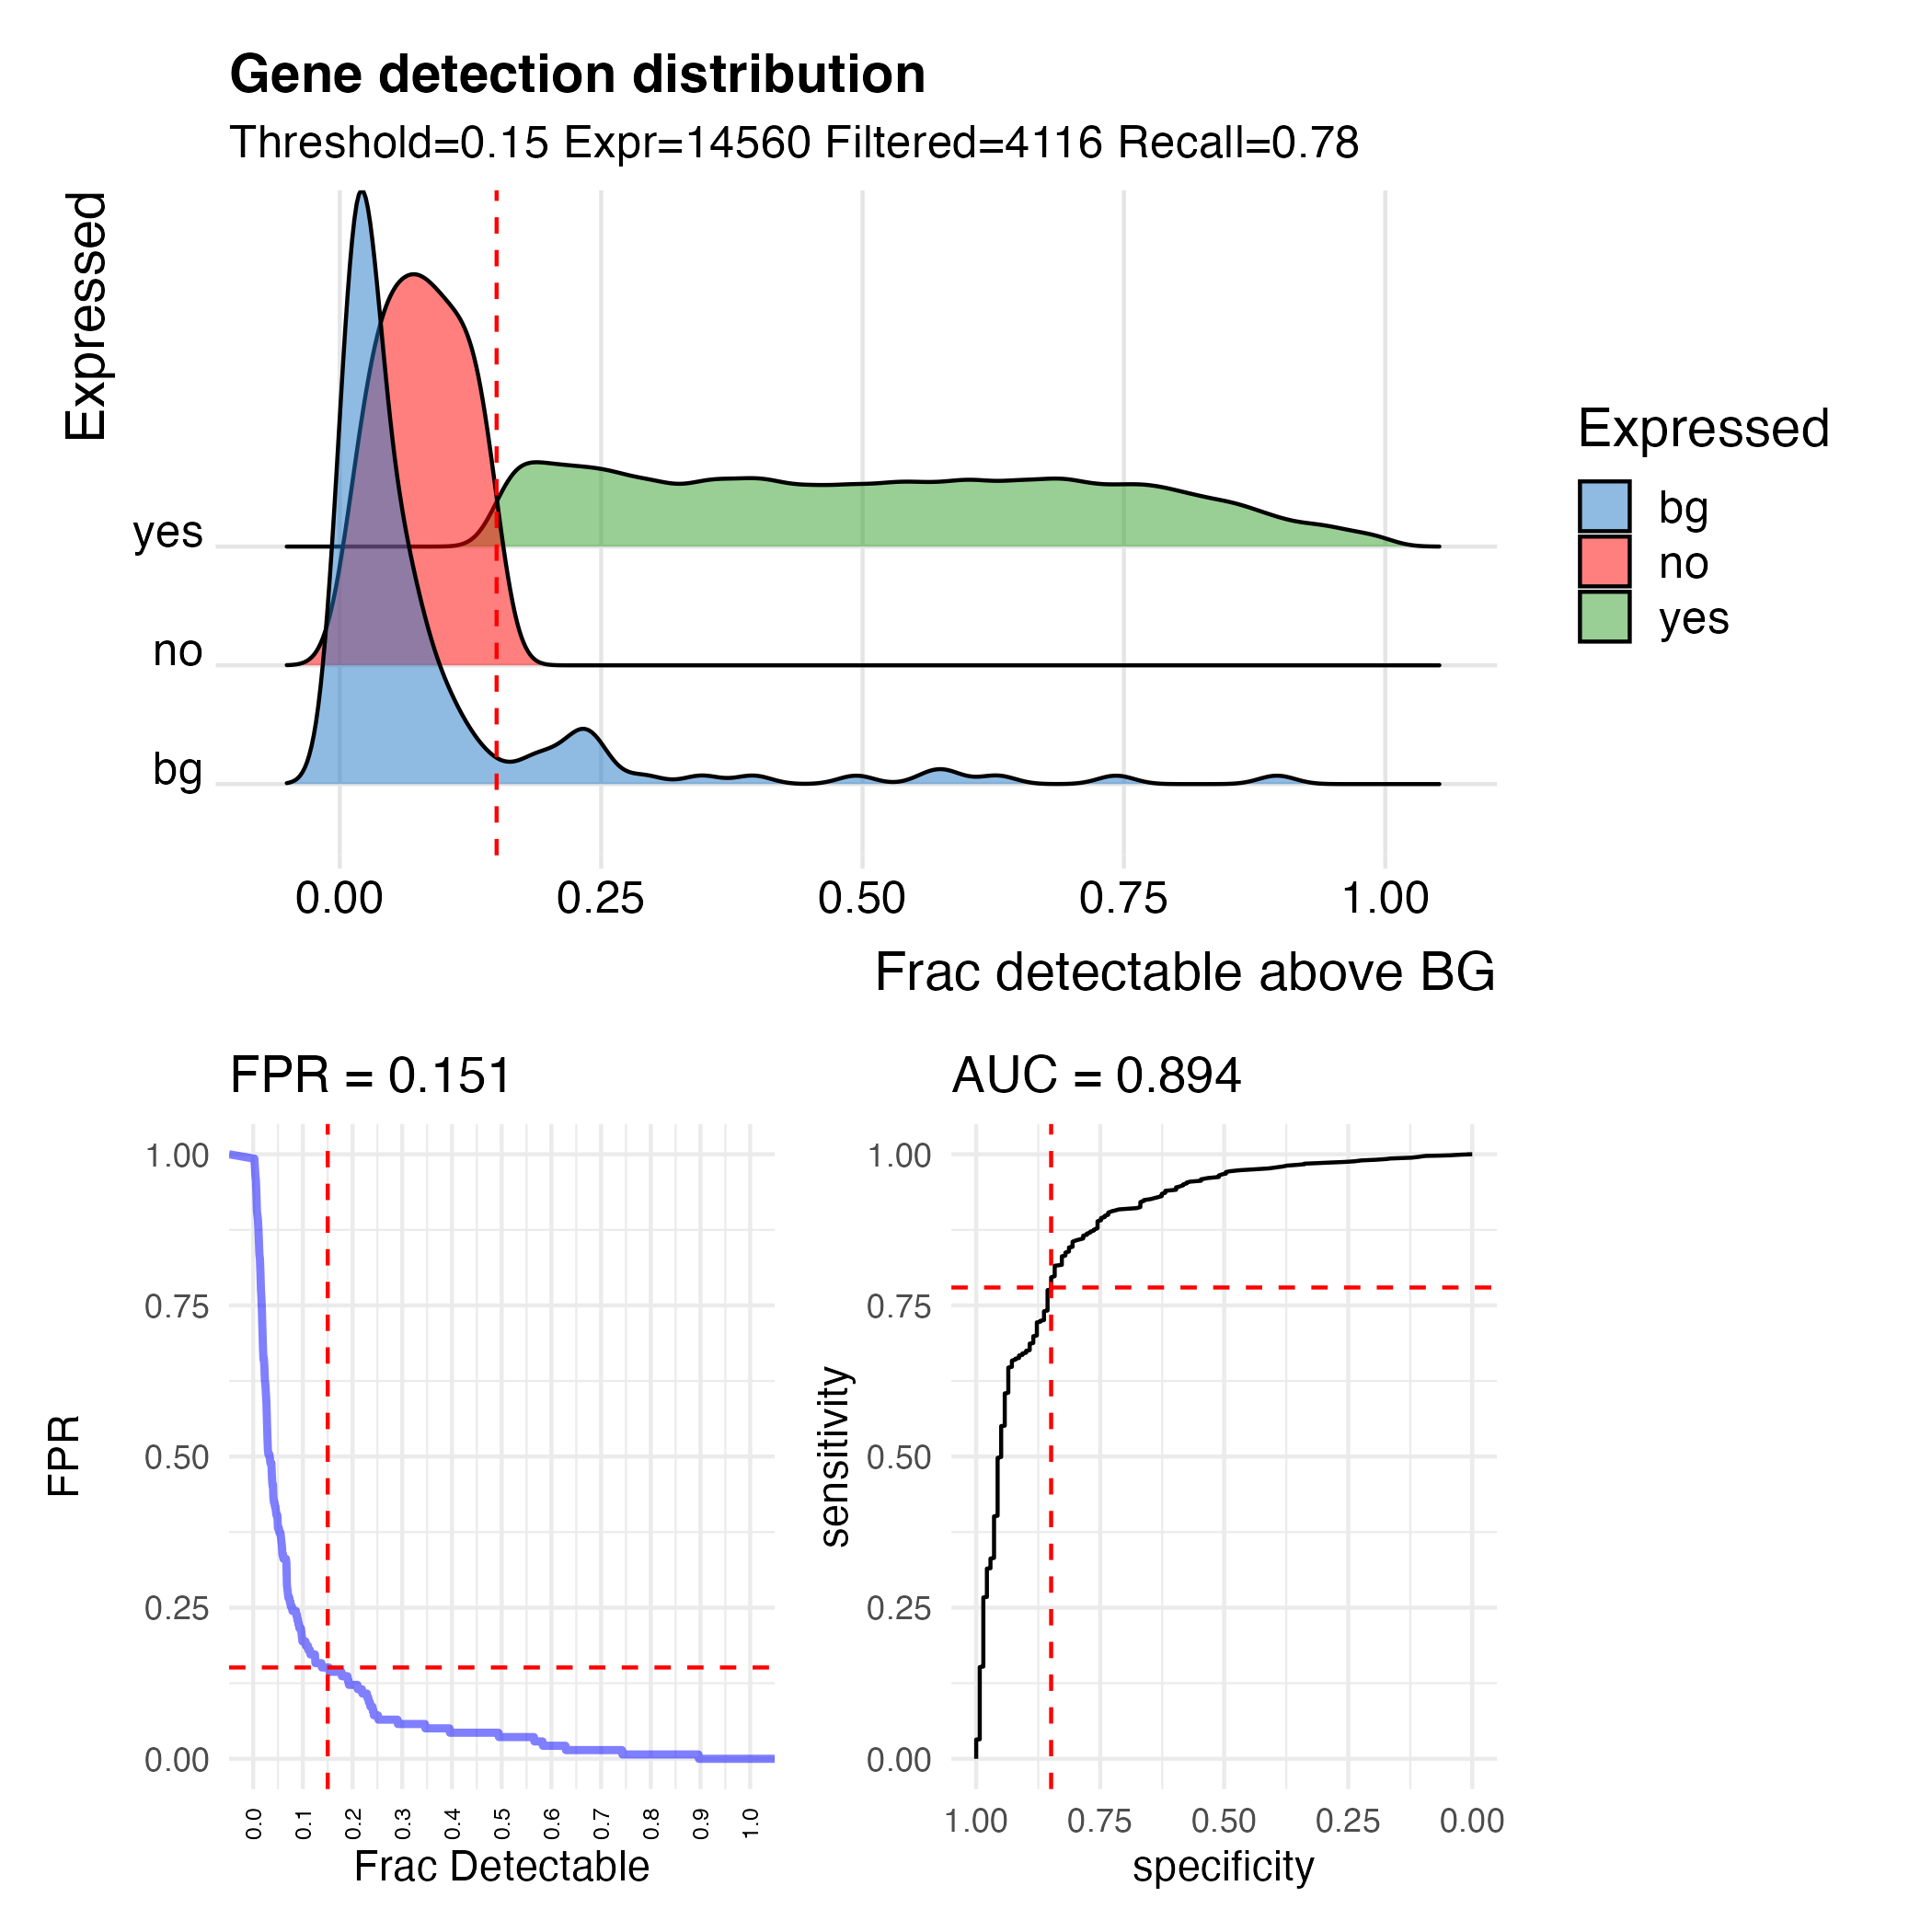 Gene detection distribution
Threshold=0.15 Expr=14560 Filtered=4116 Recall=0.78
Expressed
yes
no
bg
0.00 0.25 0.50 0.75 1.00
Frac detectable above BG
Expressed
bg
no
yes
FPR = 0.151
FPR
1.00
0.75
0.50
0.25
0.00
0.0 0.1 0.2 0.3 0.4 0.5 0.6 0.7 0.8 0.9 1.0
Frac Detectable
AUC = 0.894
sensitivity
1.00
0.75
0.50
0.25
0.00
1.00 0.75 0.50 0.25 0.00
specificity